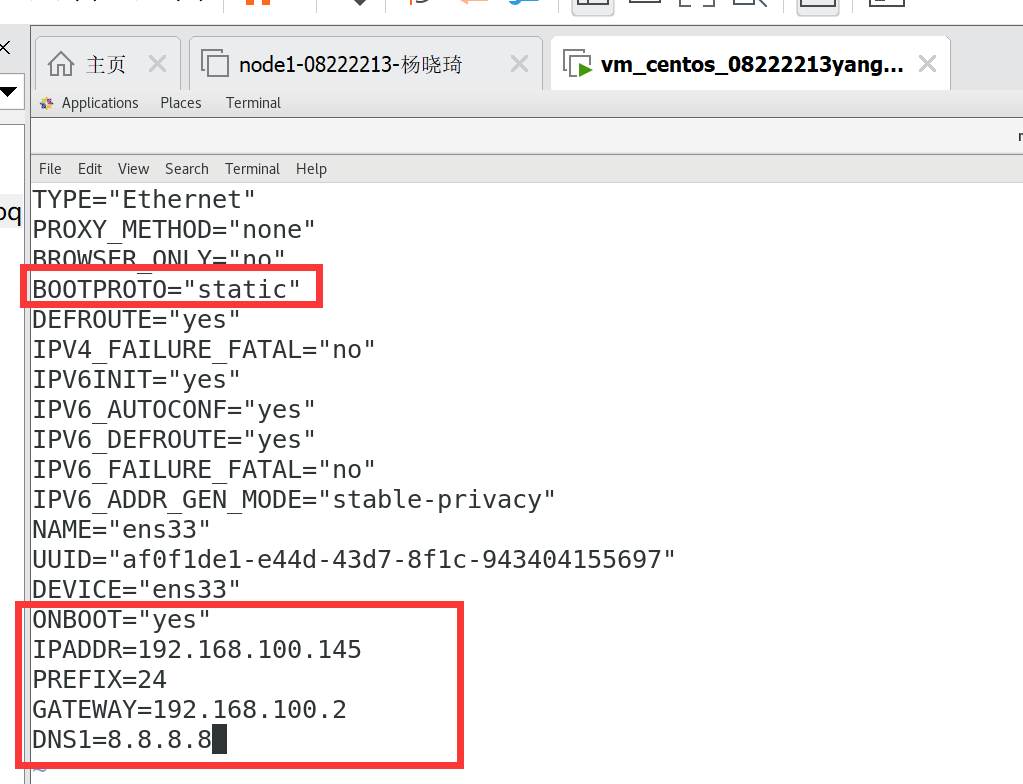 主页
node1-08222213-杨晓琦
vm_centos_08222213yang...
Applications Places Terminal
File Edit View Search Terminal Help
TYPE="Ethernet"
PROXY_METHOD="none"
BROWSER_ONLY="no"
BOOTPROTO="static"
DEFROUTE="yes"
IPV4_FAILURE_FATAL="no"
IPV6INIT="yes"
IPV6_AUTOCONF="yes"
IPV6_DEFROUTE="yes"
IPV6_FAILURE_FATAL="no"
IPV6_ADDR_GEN_MODE="stable-privacy"
NAME="ens33"
UUID="af0f1de1-e44d-43d7-8f1c-943404155697"
DEVICE="ens33"
ONBOOT="yes"
IPADDR=192.168.100.145
PREFIX=24
GATEWAY=192.168.100.2
DNS1=8.8.8.8
~